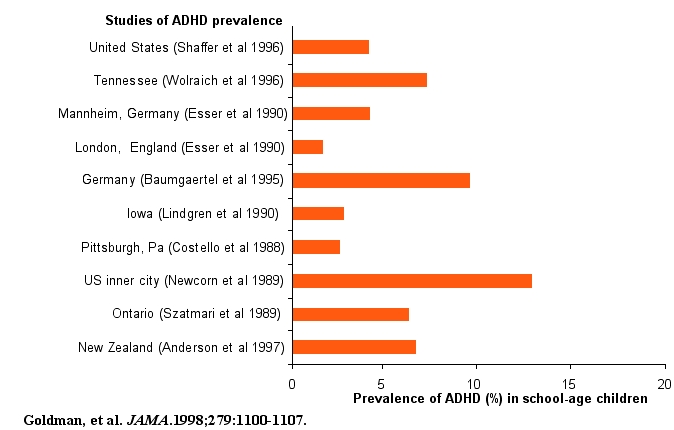 Studies of ADHD prevalence
United States (Shaffer et al 1996)
Tennessee (Wolraich et al 1996)
Mannheim, Germany (Esser et al 1990)
London, England (Esser et al 1990)
Germany (Baumgaertel et al 1995)
Iowa (Lindgren et al 1990)
Pittsburgh, Pa (Costello et al 1988)
US inner city (Newcorn et al 1989)
Ontario (Szatmari et al 1989)
New Zealand (Anderson et al 1997)
0 5 10 15 20
Prevalence of ADHD (%) in school-age children
Goldman, et al. JAMA.1998;279:1100-1107.